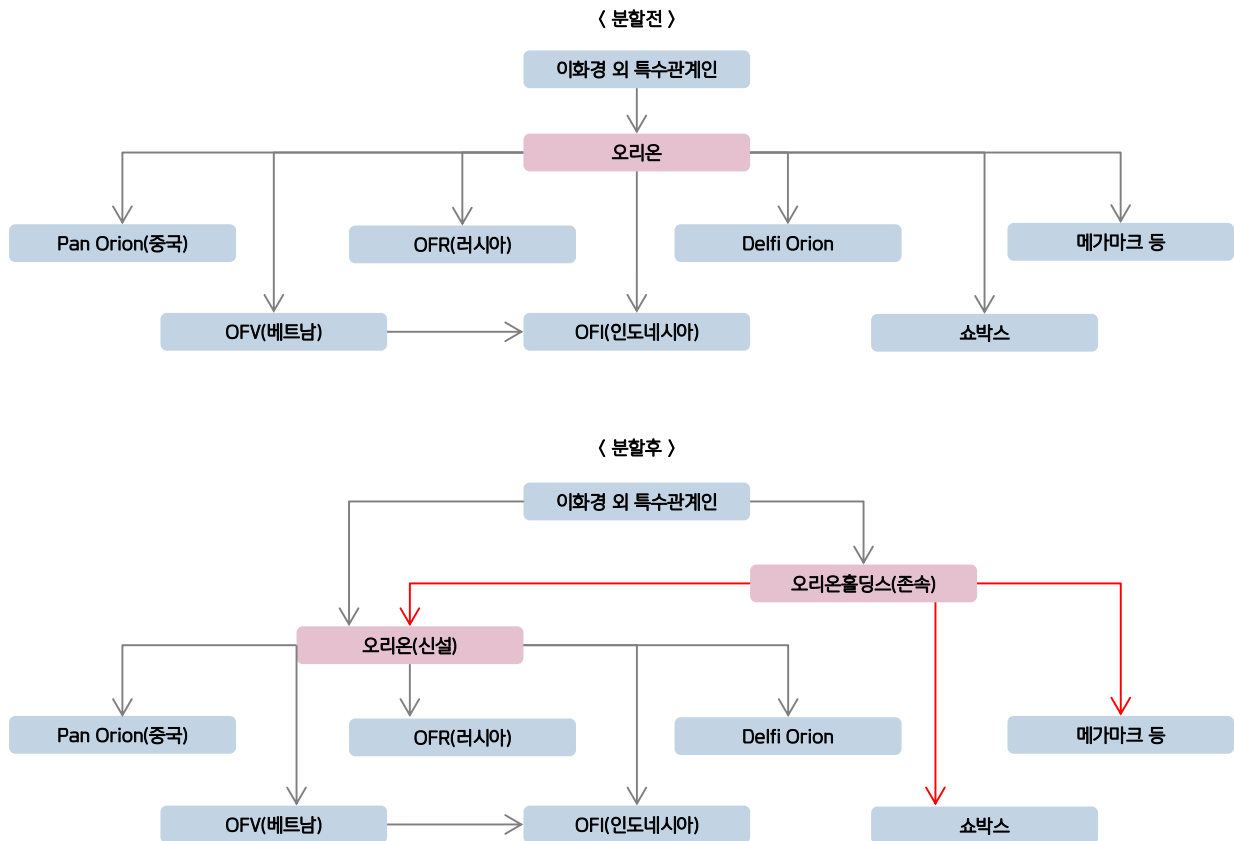 < 분할전 >
이화경 외 특수관계인
오리온
Pan Orion(중국)
OFR(러시아)
Delfi Orion
메가마크 등
OFV(베트남)
OFI(인도네시아)
쇼박스
< 분할후 >
이화경 외 특수관계인
오리온홀딩스(존속)
오리온(신설)
Pan Orion(중국)
OFR(러시아)
Delfi Orion
메가마크 등
OFV(베트남)
OFI(인도네시아)
쇼박스